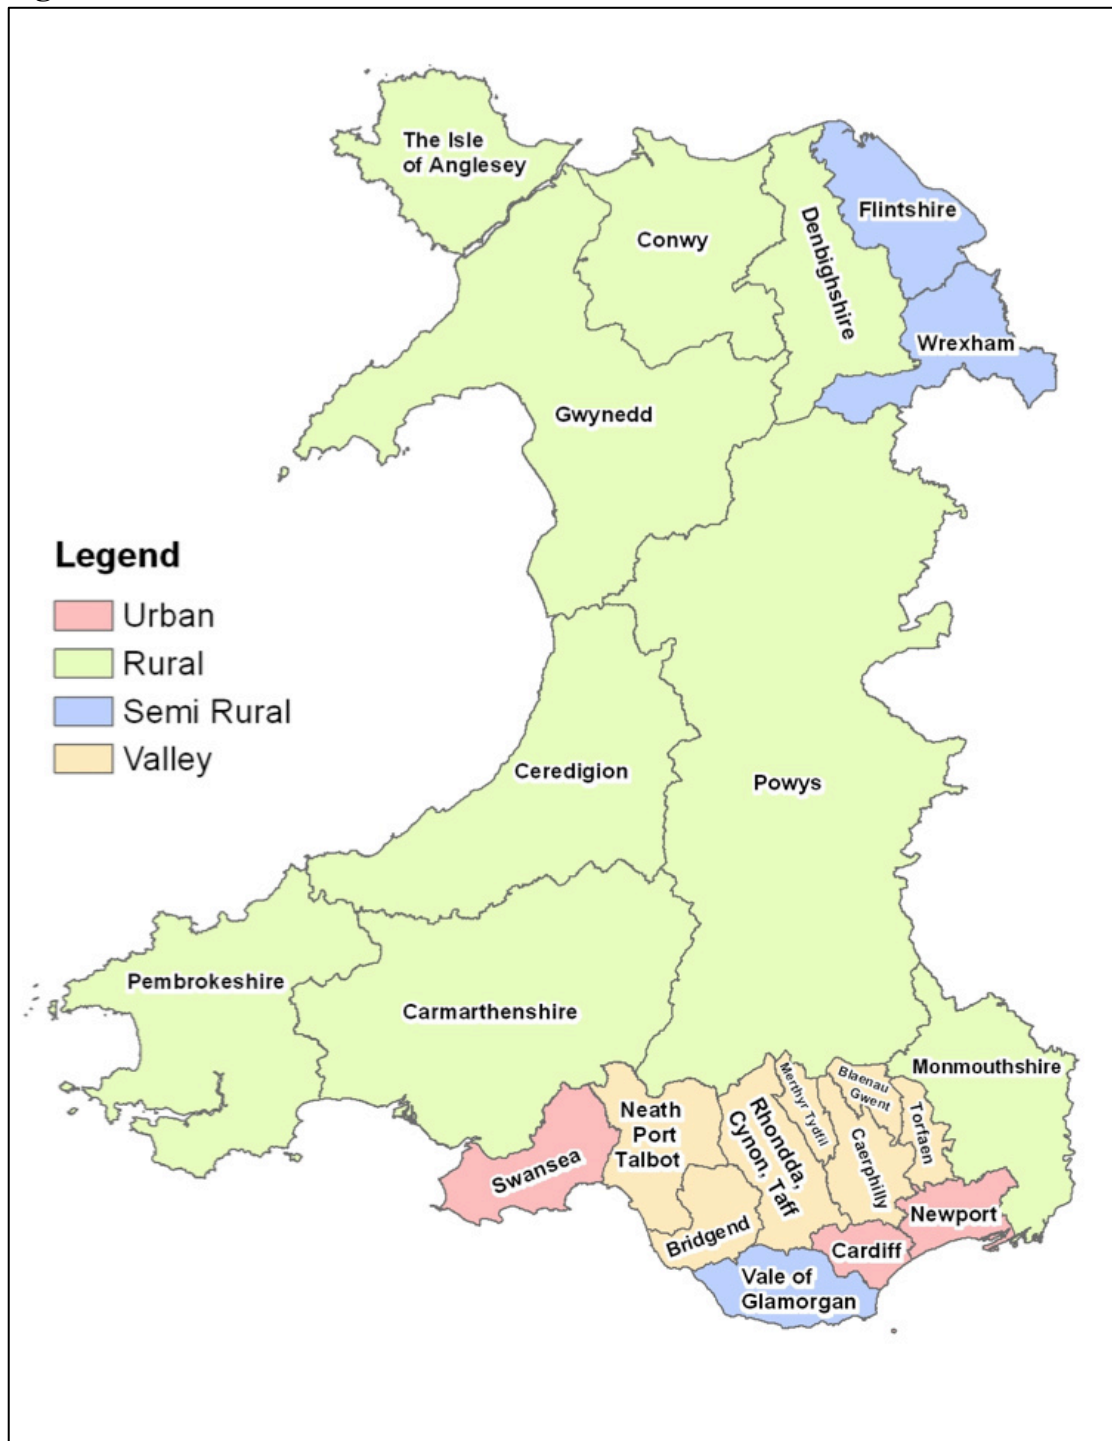 The Isle
of Anglesey
Flintshire
Conwy
Denbighshire
Wrexham
Gwynedd
Legend
Urban
Rural
Semi Rural
Valley
Ceredigion
Powys
Pembrokeshire
Carmarthenshire
Monmouthshire
Merthyr Tydfil
Blaenau
Gwent
Torfaen
Neath
Port
Talbot
Rhondda,
Cynon, Taff
Caerphilly
Swansea
Newport
Bridgend
Cardiff
Vale of
Glamorgan